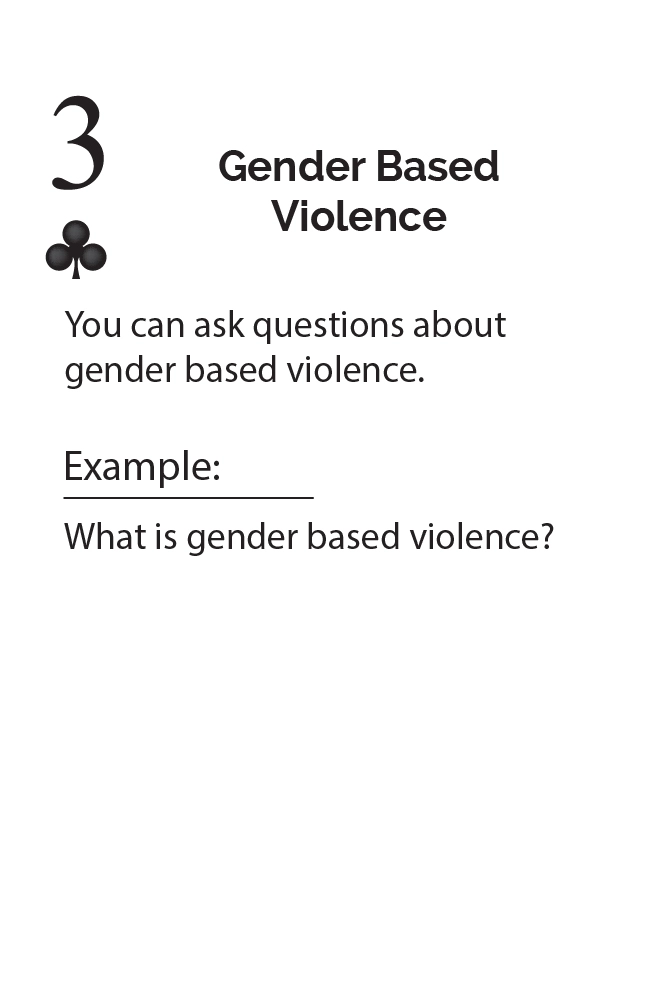 3
Gender Based
Violence
You can ask questions about
gender based violence.
Example:
What is gender based violence?